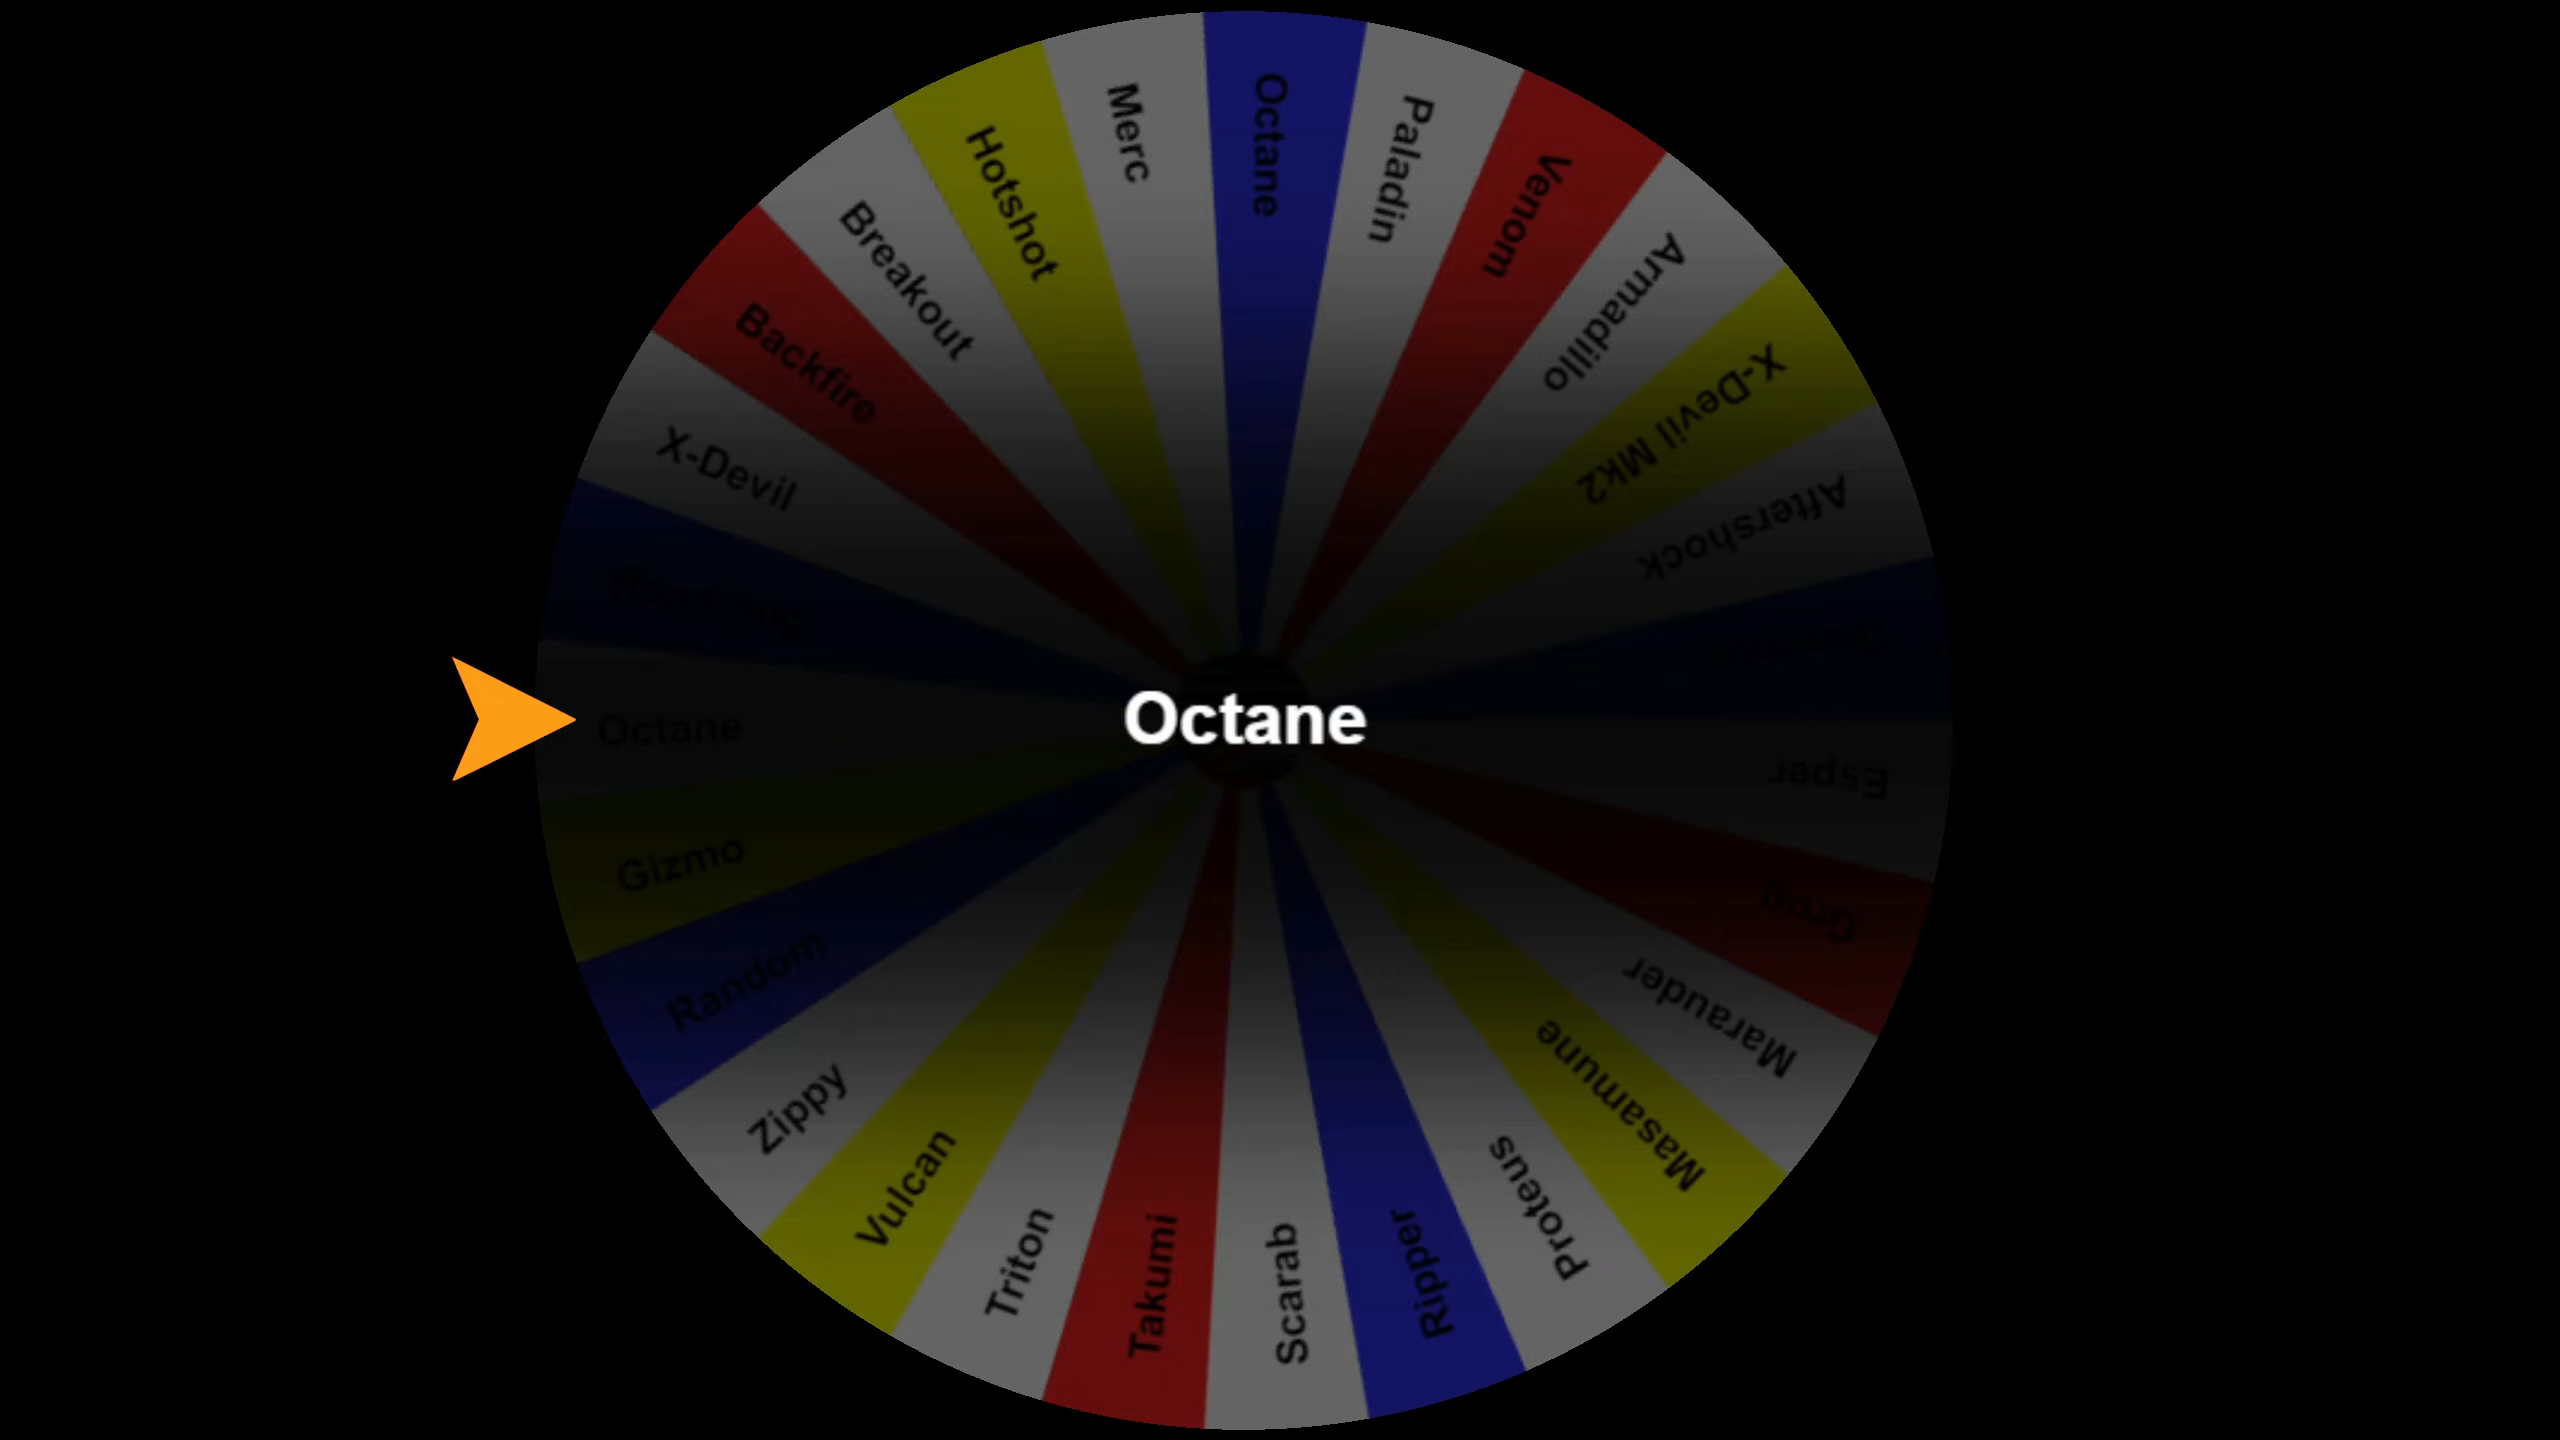 Octane
Octane
Paladin
Venom
Armadillo
X-Devil Mk2
Aftershock
Esper
Grog
Marauder
Masamune
Proteus
Ripper
Scarab
Takumi
Triton
Vulcan
Zippy
Random
Gizmo
Octane
X-Devil
Backfire
Breakout
Hotshot
Merc